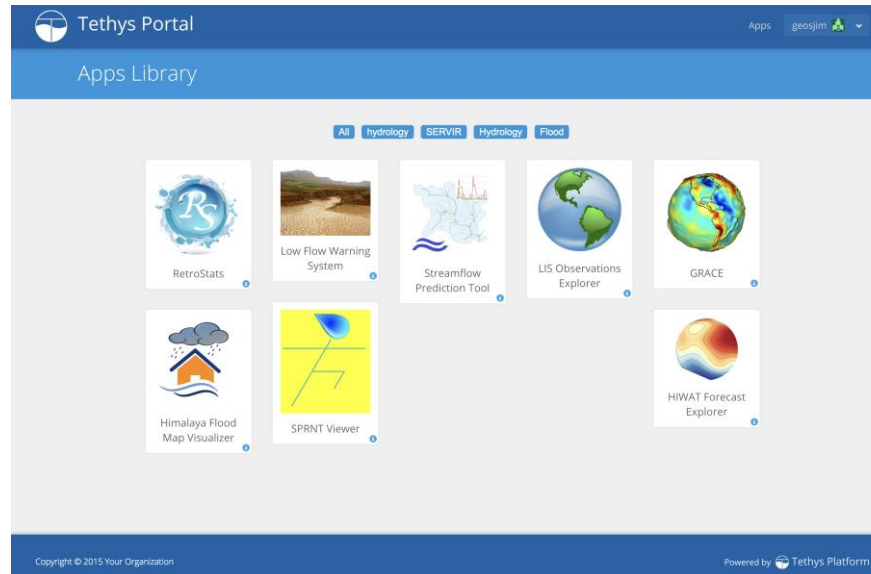 Tethys Portal
Apps geosjim
Apps Library
All hydrology SERVIR Hydrology Flood
RS
RetroStats
Low Flow Warning
System
Streamflow
Prediction Tool
LIS Observations
Explorer
GRACE
Himalaya Flood
Map Visualizer
SPRNT Viewer
HIWAT Forecast
Explorer
Copyright © 2015 Your Organization
Powered by Tethys Platform